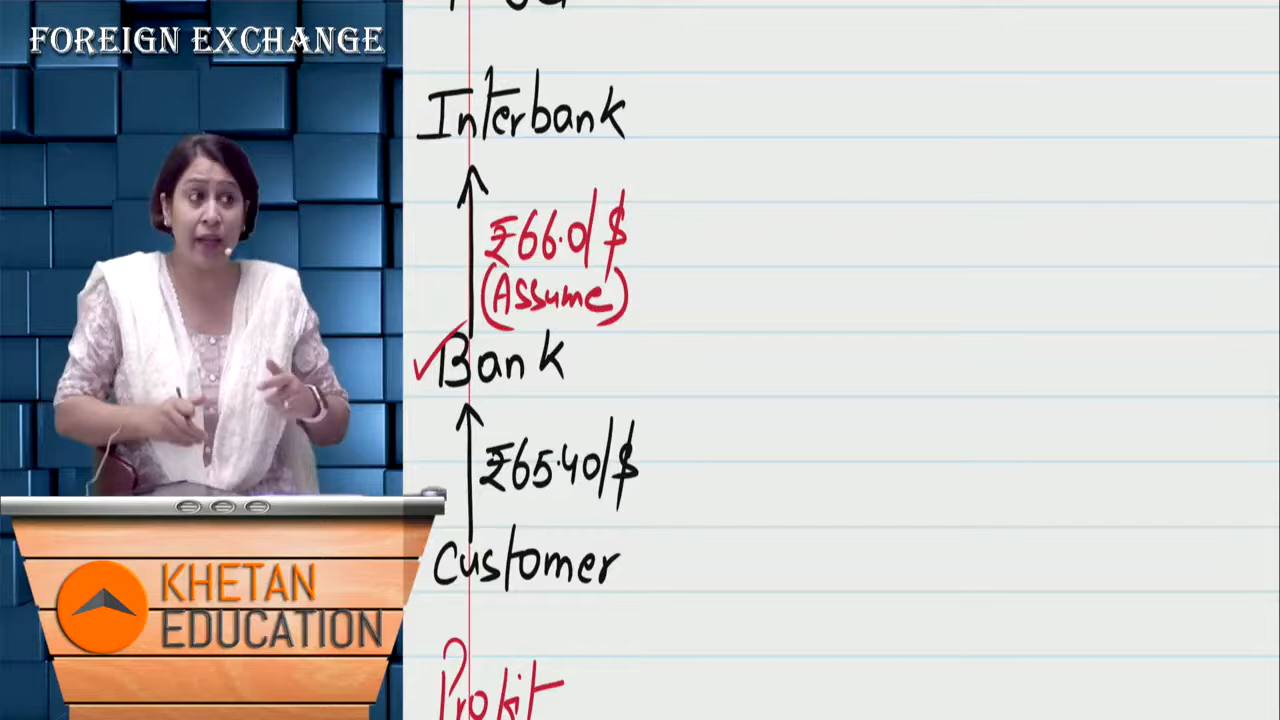 FOREIGN EXCHANGE
Interbank
₹66.0/$
(Assume)
Bank
₹65.40/$
Customer
Profit
KHETAN
EDUCATION